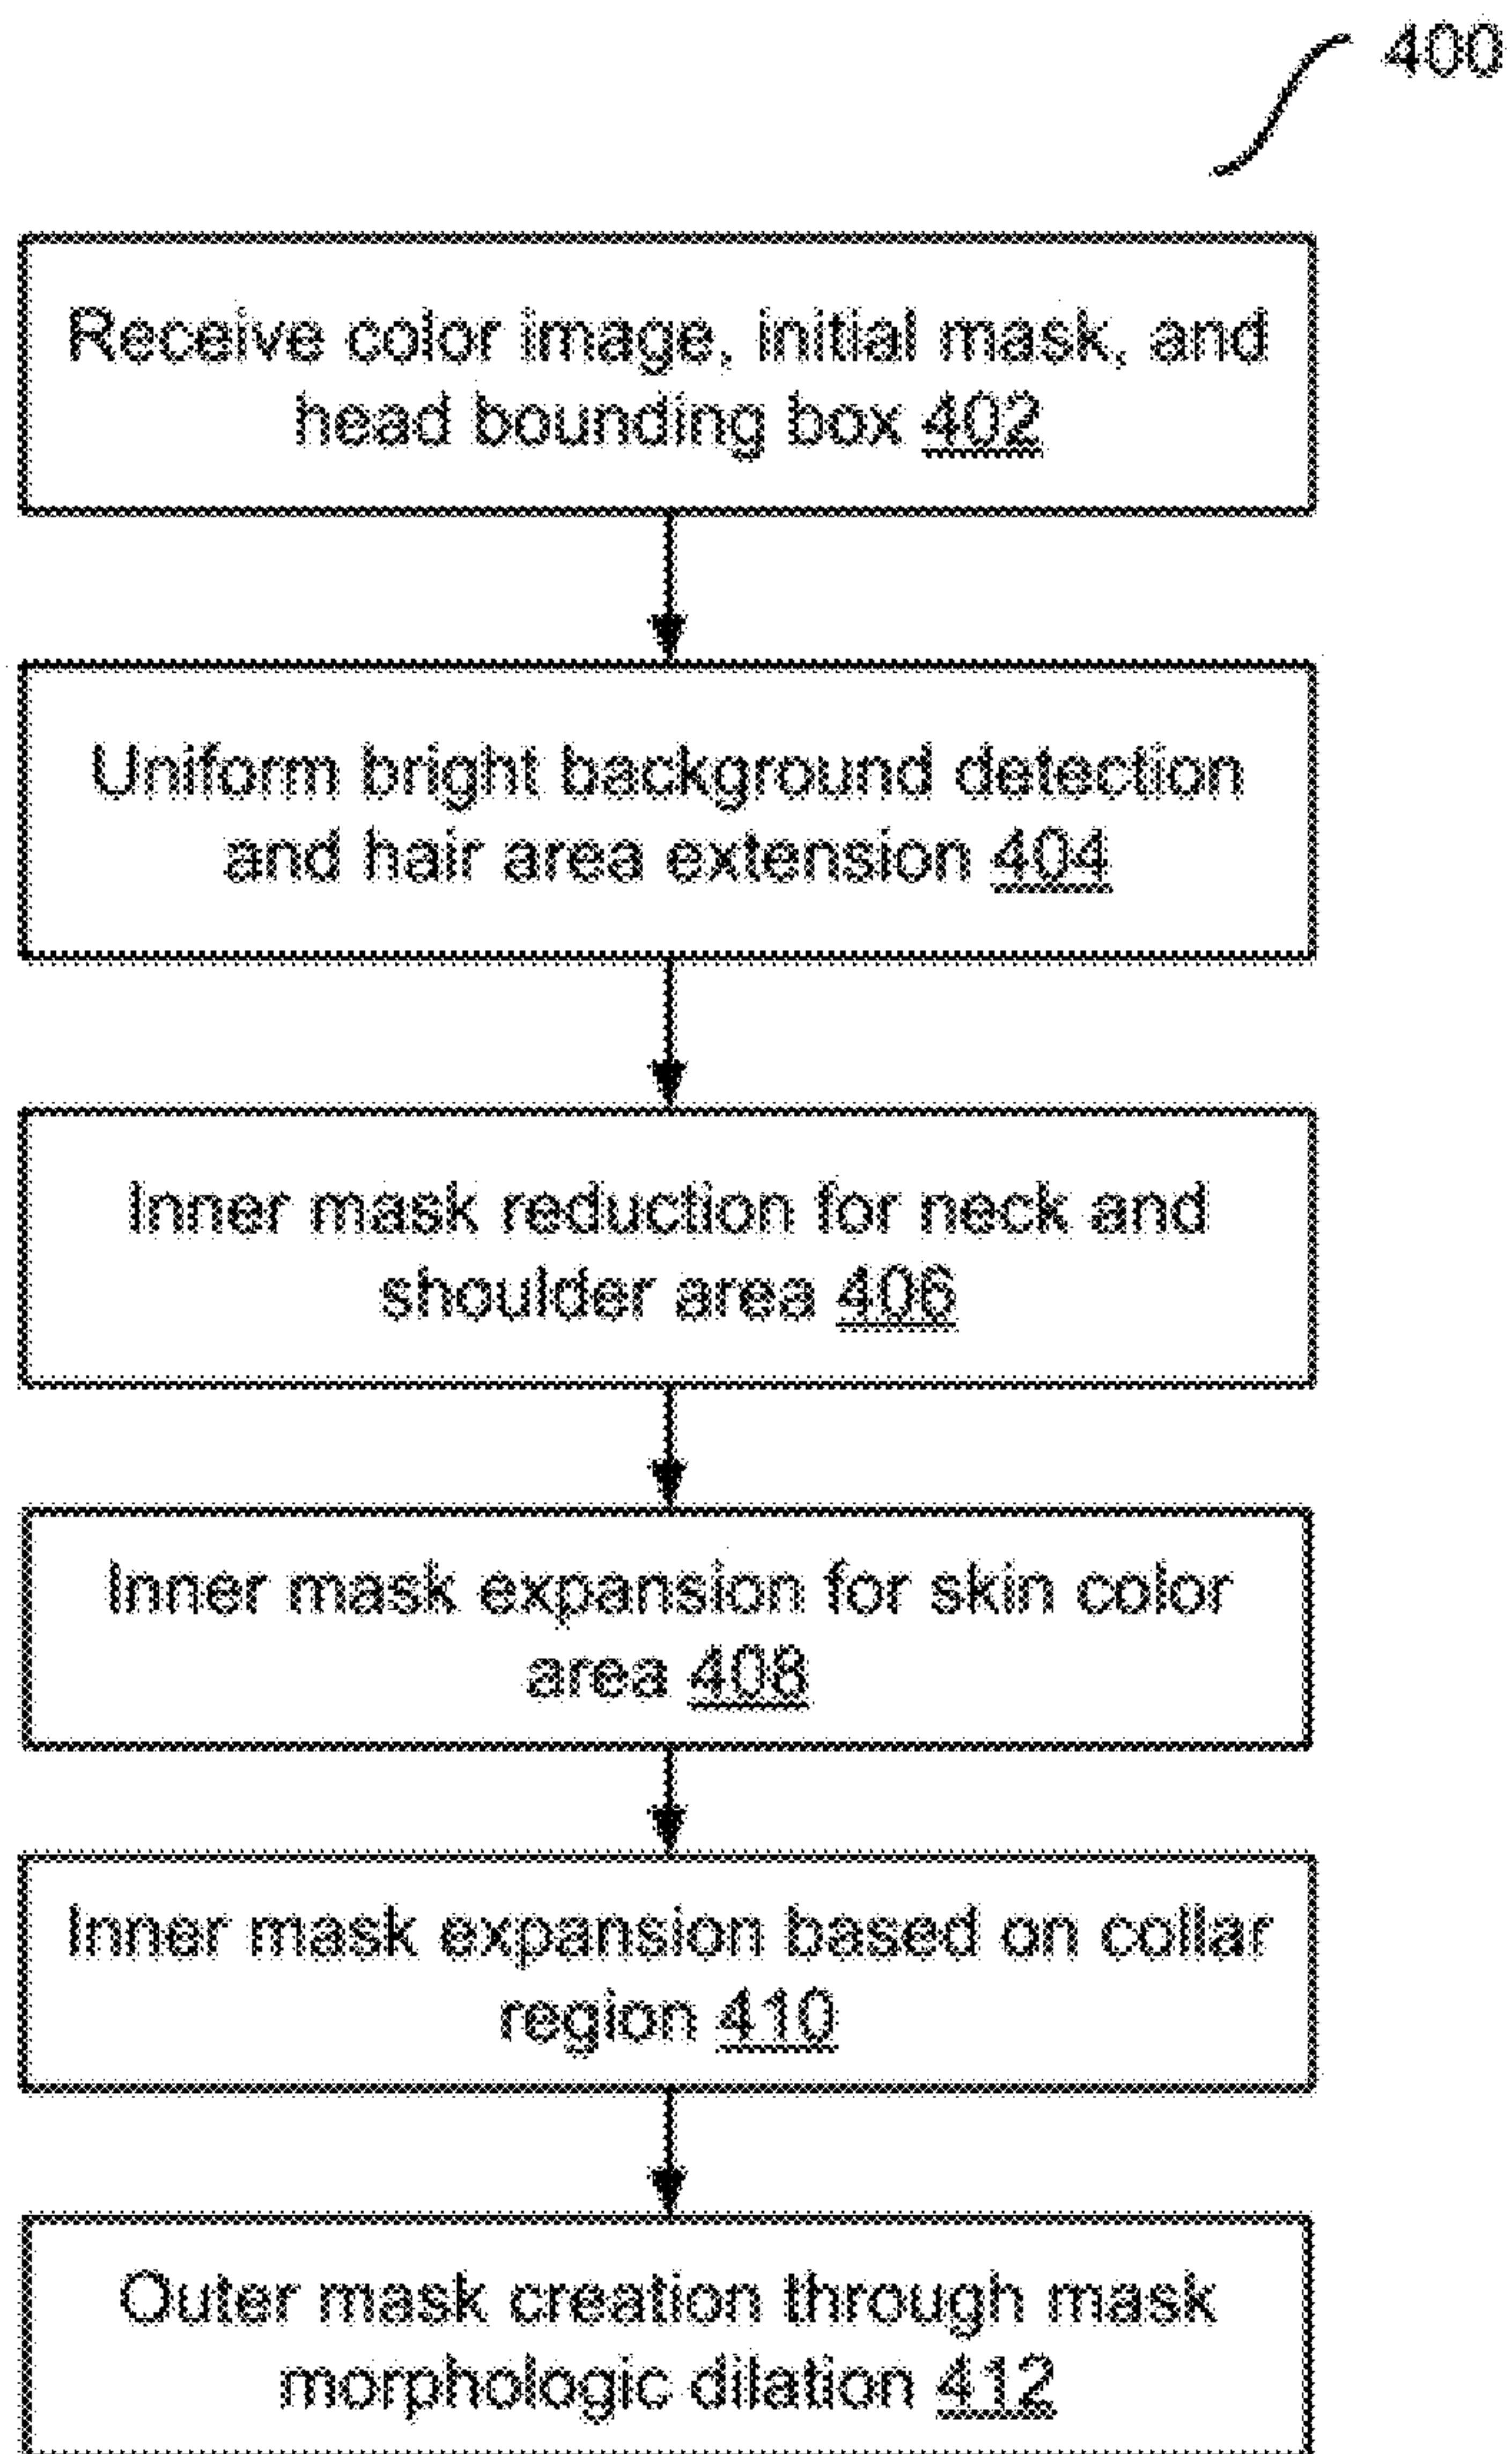 400
Receive color image, initial mask, and
head bounding box 402
Uniform bright background detection
and hair area extension 404
Inner mask reduction for neck and
shoulder area 406
Inner mask expansion for skin color
area 408
Inner mask expansion based on collar
region 410
Outer mask creation through mask
morphologic dilation 412